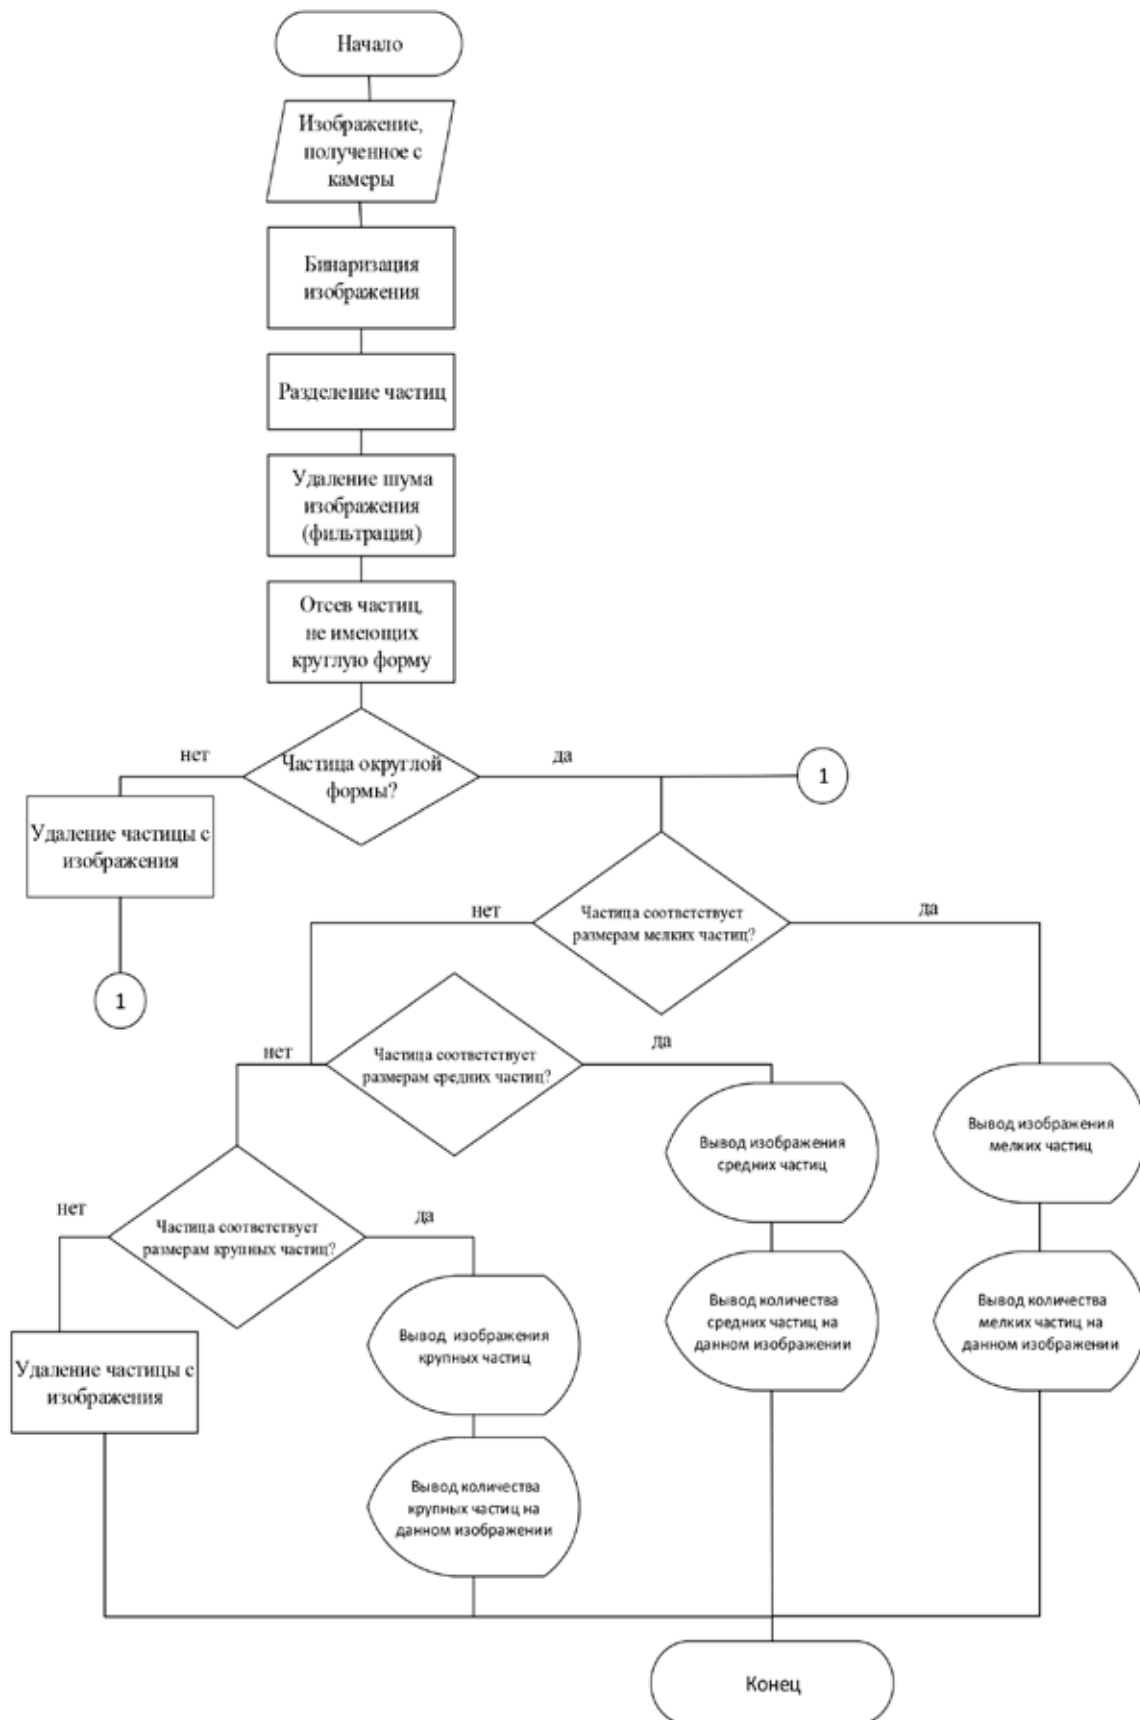 Начало
Изображение,
полученное с
камеры
Бинаризация
изображения
Разделение частиц
Удаление шума
изображения
(фильтрация)
Отсев частиц,
не имеющих
круглую форму
нет
Частица округлой
формы?
да
1
Удаление частицы с
изображения
1
нет
Частица соответствует
размерам мелких частиц?
да
нет
Частица соответствует
размерам средних частиц?
да
Вывод изображения
средних частиц
Вывод изображения
мелких частиц
нет
Частица соответствует
размерам крупных частиц?
да
Вывод количества
средних частиц на
данном изображении
Вывод количества
мелких частиц на
данном изображении
Удаление частицы с
изображения
Вывод изображения
крупных частиц
Вывод количества
крупных частиц на
данном изображении
Конец